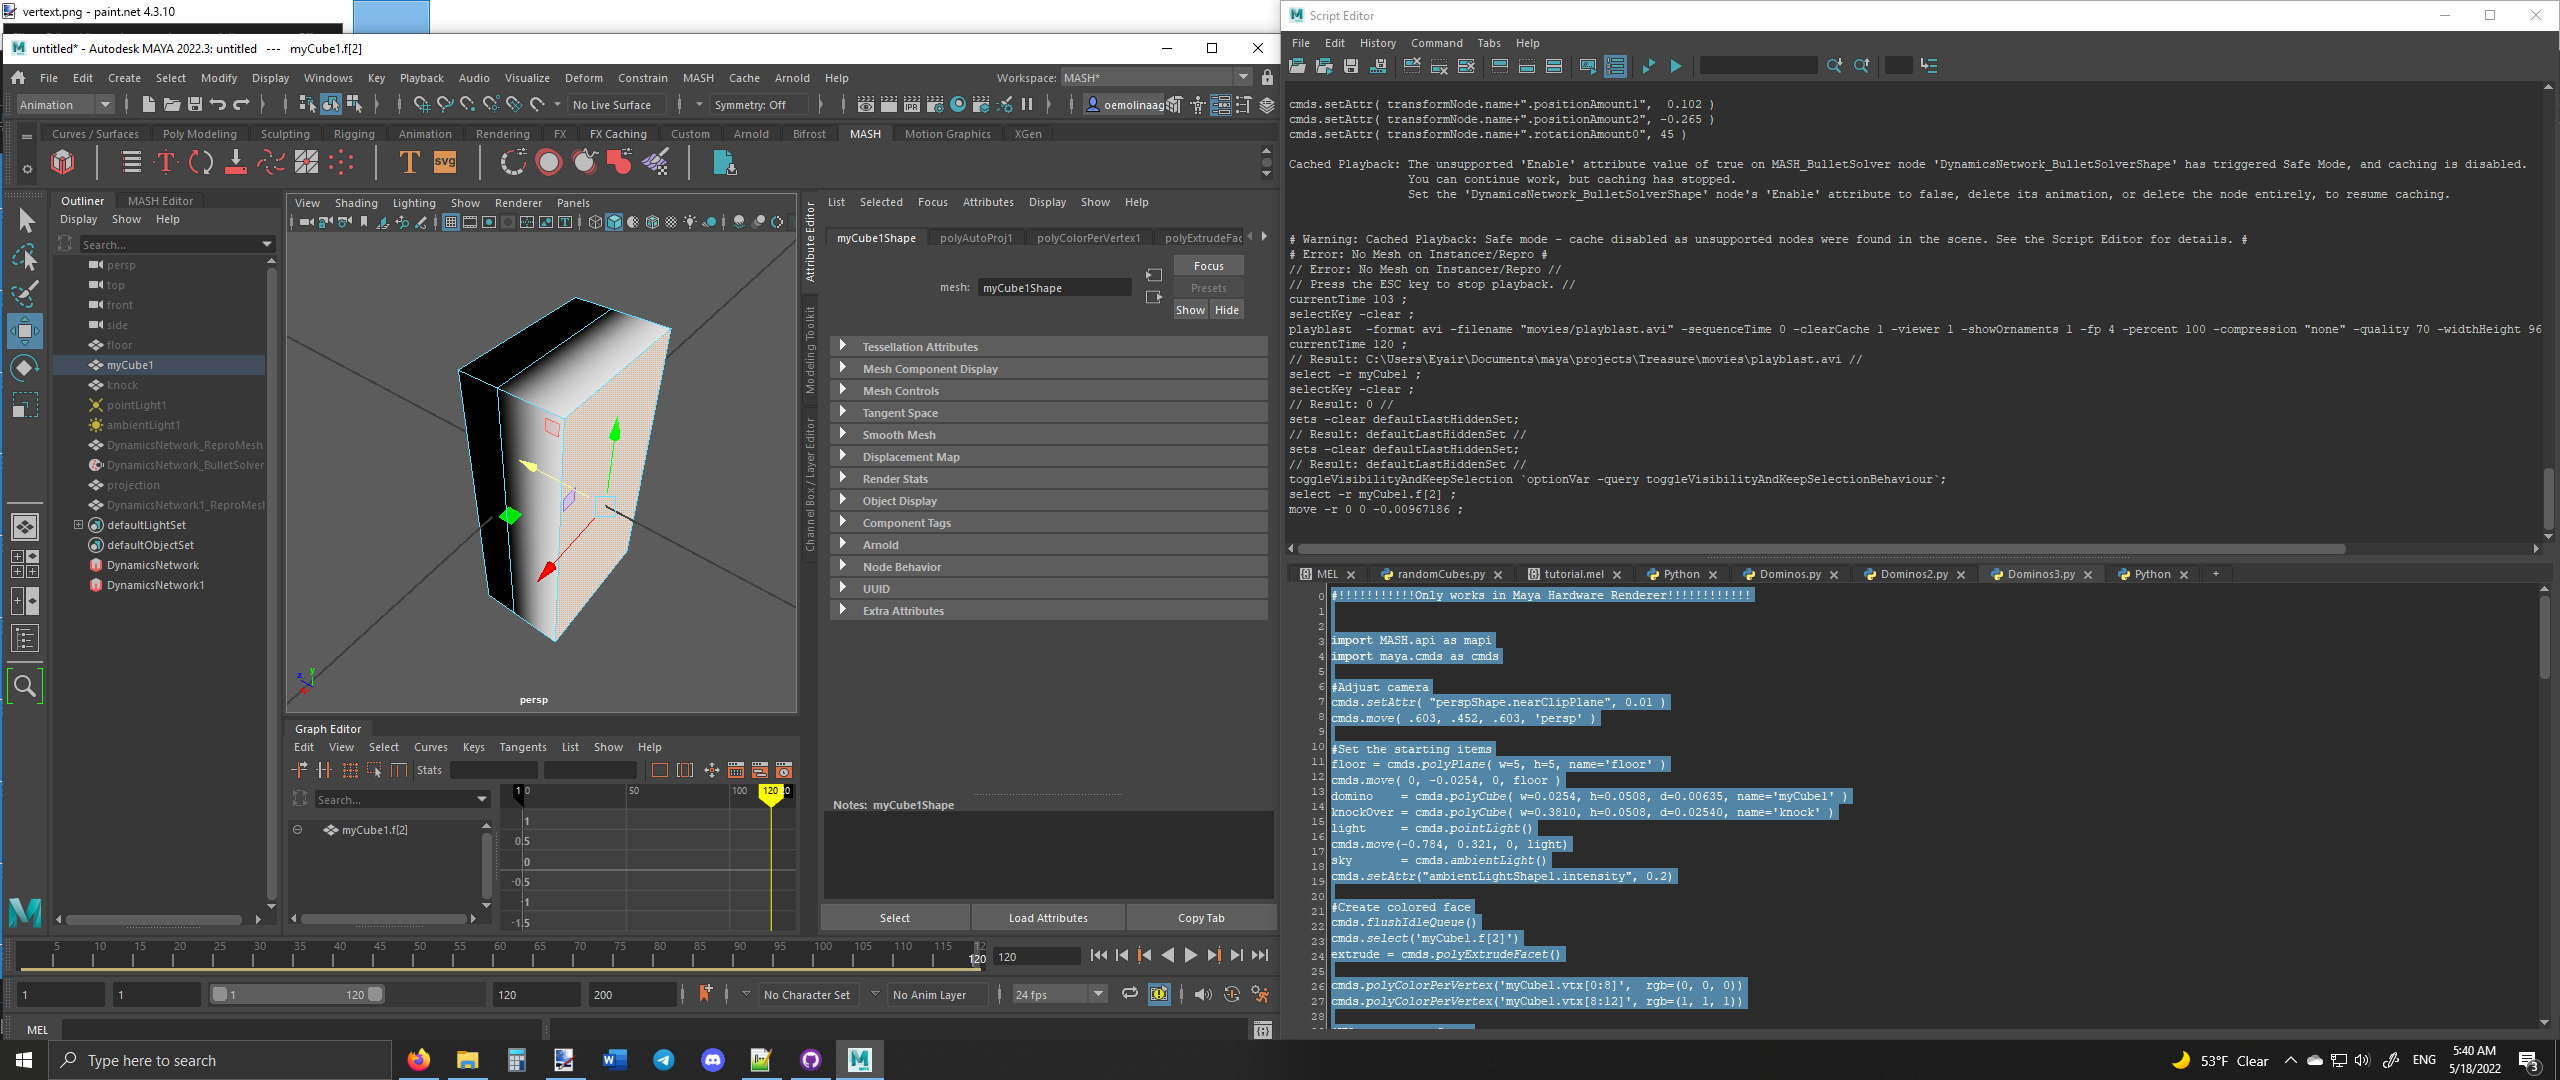 vertext.png - paint.net 4.3.10
untitled* - Autodesk MAYA 2022.3: untitled --- myCube1.f[2]
File Edit Create Select Modify Display Windows Key Playback Audio Visualize Deform Constrain MASH Cache Arnold Help
Workspace: MASH*
Animation
No Live Surface
Symmetry: Off
IPR
oemolinaag
Curves / Surfaces Poly Modeling Sculpting Rigging Animation Rendering FX FX Caching Custom Arnold Bifrost MASH Motion Graphics XGen
T
T
SVG
Outliner MASH Editor
Display Show Help
Search...
persp
top
front
side
floor
myCube1
knock
pointLight1
ambientLight1
DynamicsNetwork_ReproMesh
DynamicsNetwork_BulletSolver
projection
DynamicsNetwork1_ReproMesh
defaultLightSet
defaultObjectSet
DynamicsNetwork
DynamicsNetwork1
View Shading Lighting Show Renderer Panels
z y
persp
Attribute Editor
Modeling Toolkit
Channel Box / Layer Editor
List Selected Focus Attributes Display Show Help
myCube1Shape polyAutoProj1 polyColorPerVertex1 polyExtrudeFac
mesh: myCube1Shape
Focus
Presets
Show Hide
Tessellation Attributes
Mesh Component Display
Mesh Controls
Tangent Space
Smooth Mesh
Displacement Map
Render Stats
Object Display
Component Tags
Arnold
Node Behavior
UUID
Extra Attributes
Notes: myCube1Shape
Select Load Attributes Copy Tab
Graph Editor
Edit View Select Curves Keys Tangents List Show Help
Stats
Search...
myCube1.f[2]
1 0 50 100 120
1
0.5
0
-0.5
-1
-1.5
5 10 15 20 25 30 35 40 45 50 55 60 65 70 75 80 85 90 95 100 105 110 115 12
120
120
1 1 1 120 120 200
No Character Set
No Anim Layer
24 fps
MEL
Script Editor
File Edit History Command Tabs Help
cmds.setAttr( transformNode.name+".positionAmount1", 0.102 )
cmds.setAttr( transformNode.name+".positionAmount2", -0.265 )
cmds.setAttr( transformNode.name+".rotationAmount0", 45 )
Cached Playback: The unsupported 'Enable' attribute value of true on MASH_BulletSolver node 'DynamicsNetwork_BulletSolverShape' has triggered Safe Mode, and caching is disabled.
You can continue work, but caching has stopped.
Set the 'DynamicsNetwork_BulletSolverShape' node's 'Enable' attribute to false, delete its animation, or delete the node entirely, to resume caching.
# Warning: Cached Playback: Safe mode - cache disabled as unsupported nodes were found in the scene. See the Script Editor for details. #
# Error: No Mesh on Instancer/Repro #
// Error: No Mesh on Instancer/Repro //
// Press the ESC key to stop playback. //
currentTime 103 ;
selectKey -clear ;
playblast -format avi -filename "movies/playblast.avi" -sequenceTime 0 -clearCache 1 -viewer 1 -showOrnaments 1 -fp 4 -percent 100 -compression "none" -quality 70 -widthHeight 96
currentTime 120 ;
// Result: C:\Users\Eyair\Documents\maya\projects\Treasure\movies\playblast.avi //
select -r myCube1 ;
selectKey -clear ;
// Result: 0 //
sets -clear defaultLastHiddenSet;
// Result: defaultLastHiddenSet //
sets -clear defaultLastHiddenSet;
// Result: defaultLastHiddenSet //
toggleVisibilityAndKeepSelection `optionVar -query toggleVisibilityAndKeepSelectionBehaviour`;
select -r myCube1.f[2] ;
move -r 0 0 -0.00967186 ;
MEL randomCubes.py tutorial.mel Python Dominos.py Dominos2.py Dominos3.py Python +
0 #!!!!!!!!!!!Only works in Maya Hardware Renderer!!!!!!!!!!!!
1
2
3 import MASH.api as mapi
4 import maya.cmds as cmds
5
6 #Adjust camera
7 cmds.setAttr( "perspShape.nearClipPlane", 0.01 )
8 cmds.move( .603, .452, .603, 'persp' )
9
10 #Set the starting items
11 floor = cmds.polyPlane( w=5, h=5, name='floor' )
12 cmds.move( 0, -0.0254, 0, floor )
13 domino = cmds.polyCube( w=0.0254, h=0.0508, d=0.00635, name='myCube1' )
14 knockOver = cmds.polyCube( w=0.3810, h=0.0508, d=0.02540, name='knock' )
15 light = cmds.pointLight()
16 cmds.move(-0.784, 0.321, 0, light)
17 sky = cmds.ambientLight()
18 cmds.setAttr("ambientLightShape1.intensity", 0.2)
19
20
21 #Create colored face
22 cmds.flushIdleQueue()
23 cmds.select('myCube1.f[2]')
24 extrude = cmds.polyExtrudeFacet()
25
26 cmds.polyColorPerVertex('myCube1.vtx[0:8]', rgb=(0, 0, 0))
27 cmds.polyColorPerVertex('myCube1.vtx[8:12]', rgb=(1, 1, 1))
28
Type here to search
53°F Clear
ENG
5:40 AM
5/18/2022
3